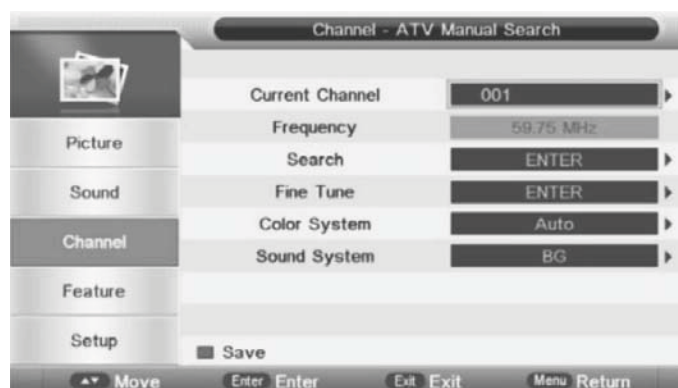 Channel - ATV Manual Search
Picture
Sound
Channel
Feature
Setup
Current Channel 001
Frequency 59.75 MHz
Search ENTER
Fine Tune ENTER
Color System Auto
Sound System BG
Save
Move Enter Enter Exit Exit Menu Return